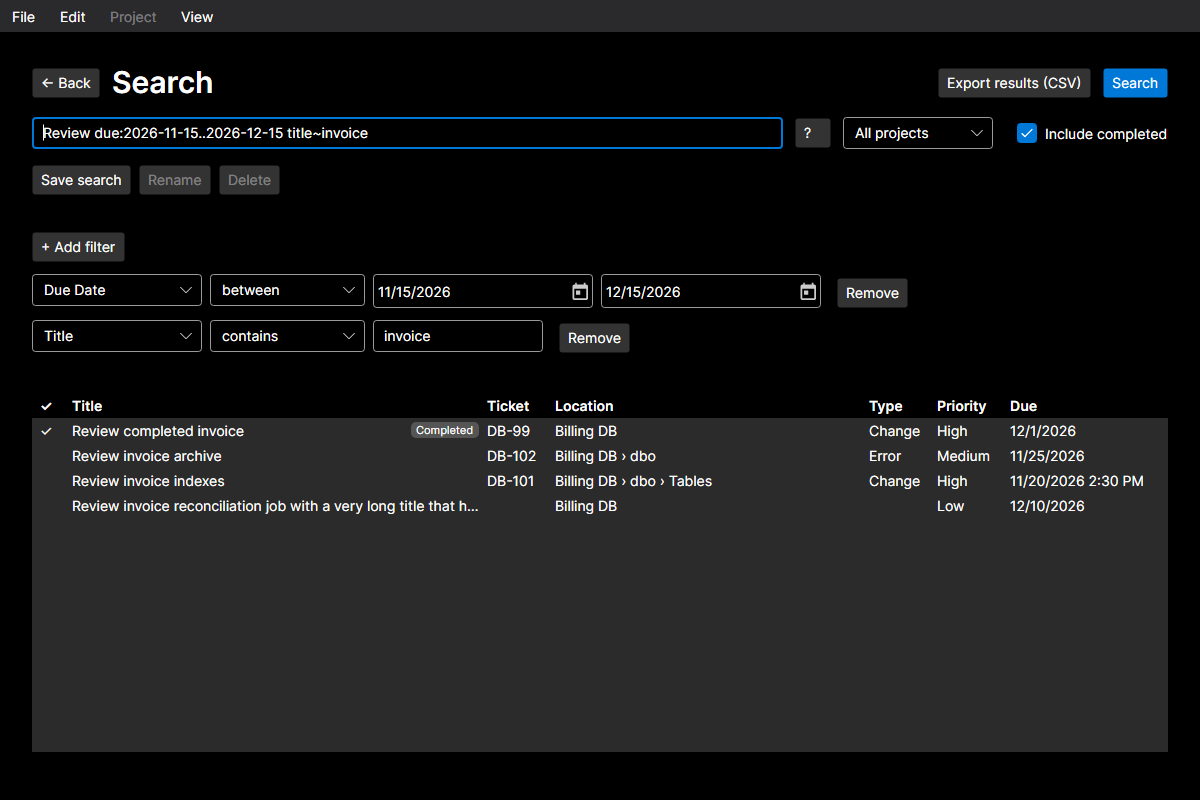 File Edit Project View
← Back Search Export results (CSV) Search
Review due:2026-11-15..2026-12-15 title~invoice ? All projects Include completed
Save search Rename Delete
+ Add filter
Due Date between 11/15/2026 12/15/2026 Remove
Title contains invoice Remove
✓ Title Ticket Location Type Priority Due
✓ Review completed invoice Completed DB-99 Billing DB Change High 12/1/2026
Review invoice archive DB-102 Billing DB › dbo Error Medium 11/25/2026
Review invoice indexes DB-101 Billing DB › dbo › Tables Change High 11/20/2026 2:30 PM
Review invoice reconciliation job with a very long title that h... Billing DB Low 12/10/2026